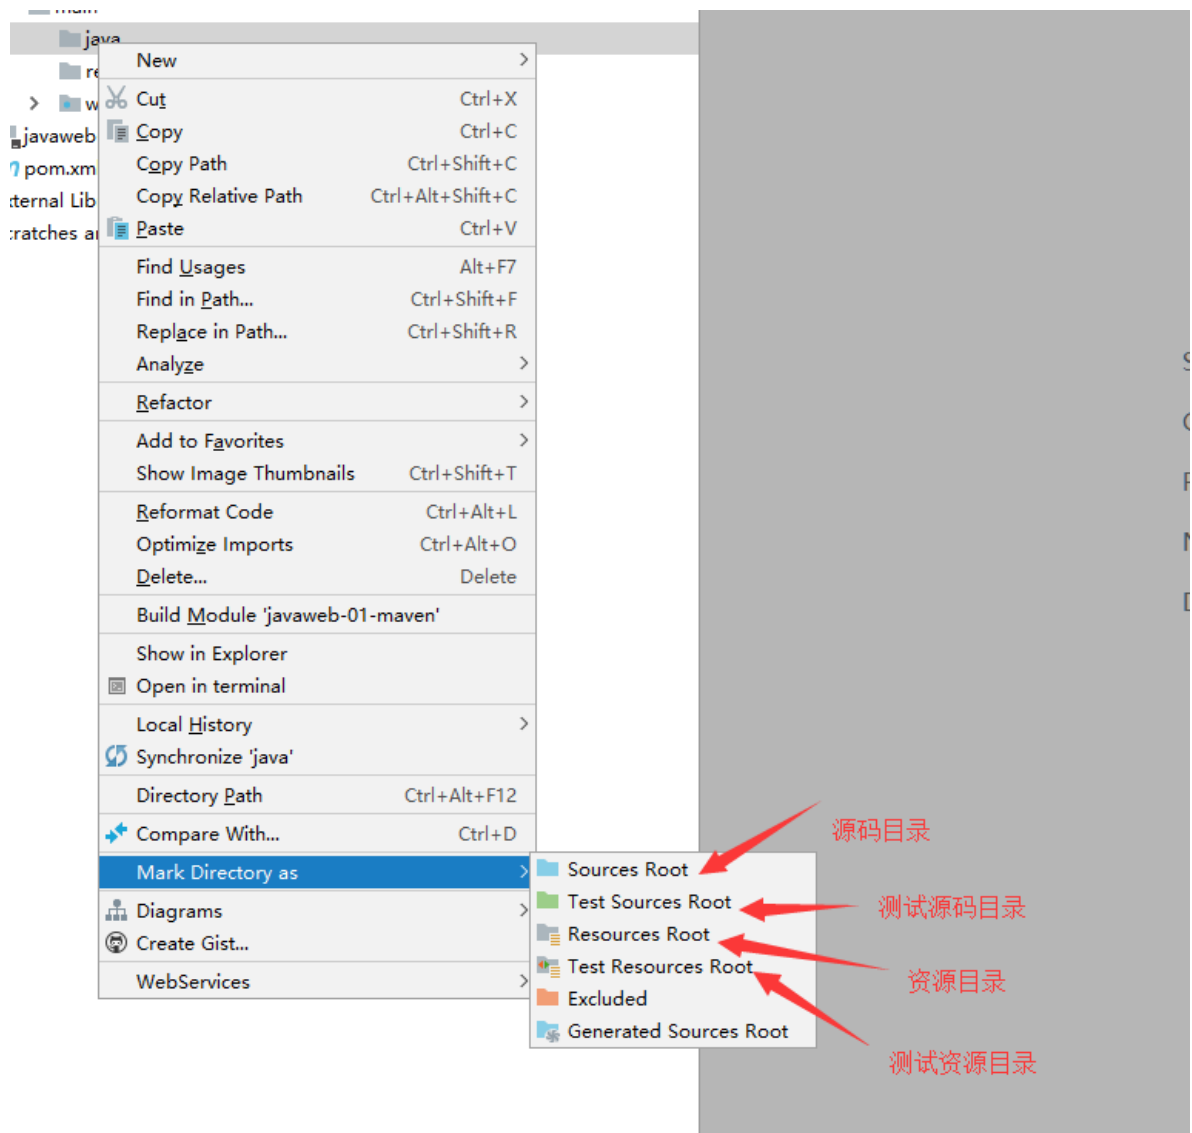 main
java
New
Cut Ctrl+X
Copy Ctrl+C
javaweb
Copy Path Ctrl+Shift+C
pom.xm
Copy Relative Path Ctrl+Alt+Shift+C
xternal Lib
Paste Ctrl+V
cratches a
Find Usages Alt+F7
Find in Path... Ctrl+Shift+F
Replace in Path... Ctrl+Shift+R
Analyze
Refactor
Add to Favorites
Show Image Thumbnails Ctrl+Shift+T
Reformat Code Ctrl+Alt+L
Optimize Imports Ctrl+Alt+O
Delete... Delete
Build Module 'javaweb-01-maven'
Show in Explorer
Open in terminal
Local History
Synchronize 'java'
Directory Path Ctrl+Alt+F12
Compare With... Ctrl+D
Mark Directory as
Diagrams
Create Gist...
WebServices
Sources Root
Test Sources Root
Resources Root
Test Resources Root
Excluded
Generated Sources Root
源码目录
测试源码目录
资源目录
测试资源目录